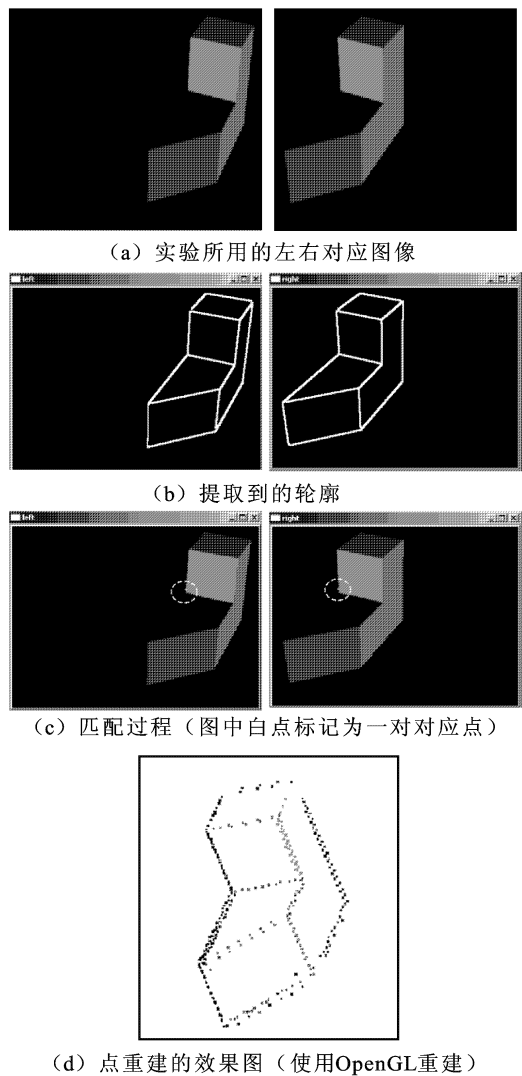 （a）实验所用的左右对应图像
left
right
（b）提取到的轮廓
left
right
（c）匹配过程（图中白点标记为一对对应点）
（d）点重建的效果图（使用OpenGL重建）